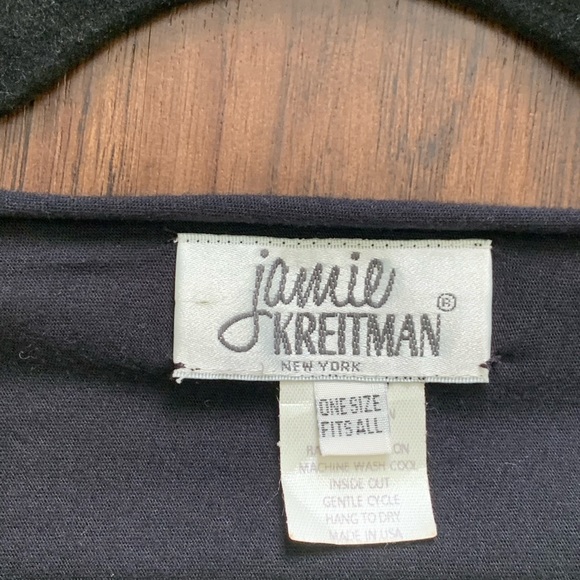 jamie
KREITMAN ®
NEW YORK
ONE SIZE
FITS ALL
MACHINE WASH COOL
INSIDE OUT
GENTLE CYCLE
HANG TO DRY
MADE IN USA